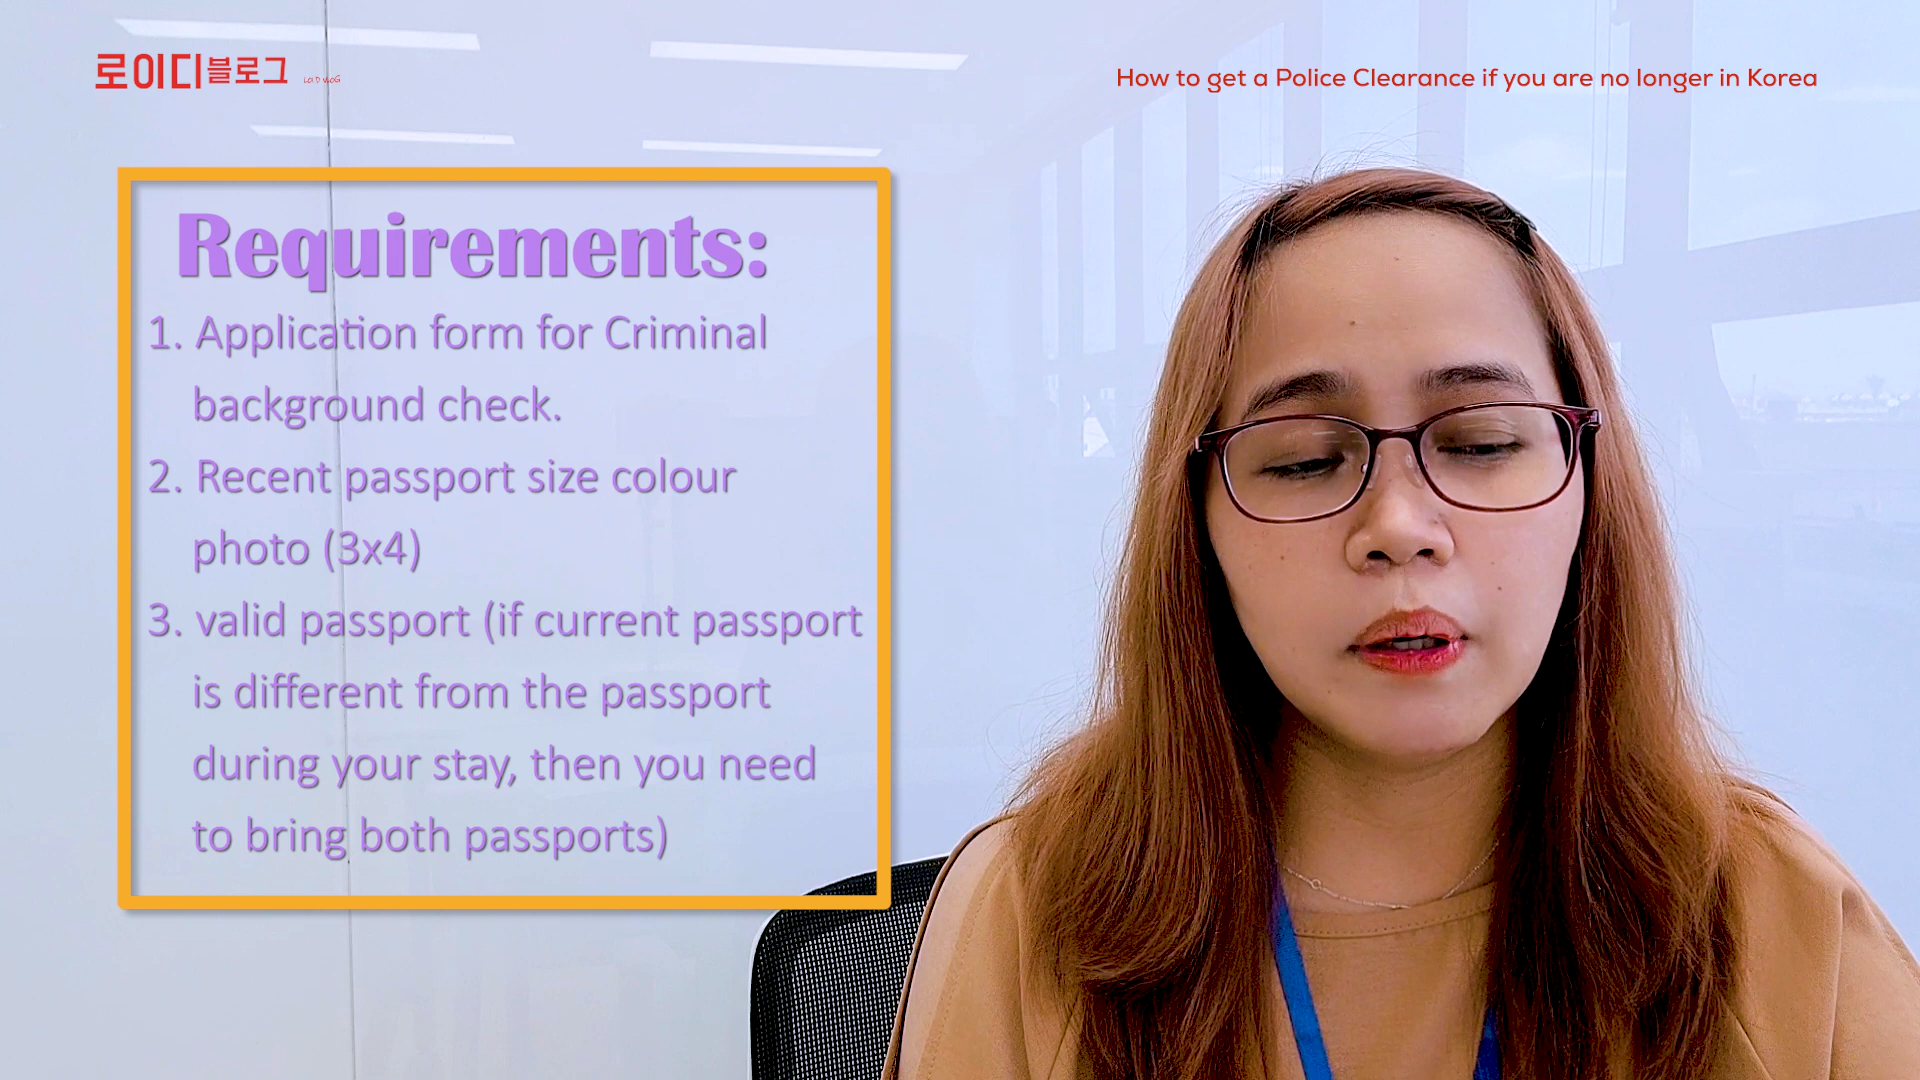 로이디블로그 LOI D VLOG
How to get a Police Clearance if you are no longer in Korea
Requirements:
1. Application form for Criminal
background check.
2. Recent passport size colour
photo (3x4)
3. valid passport (if current passport
is different from the passport
during your stay, then you need
to bring both passports)